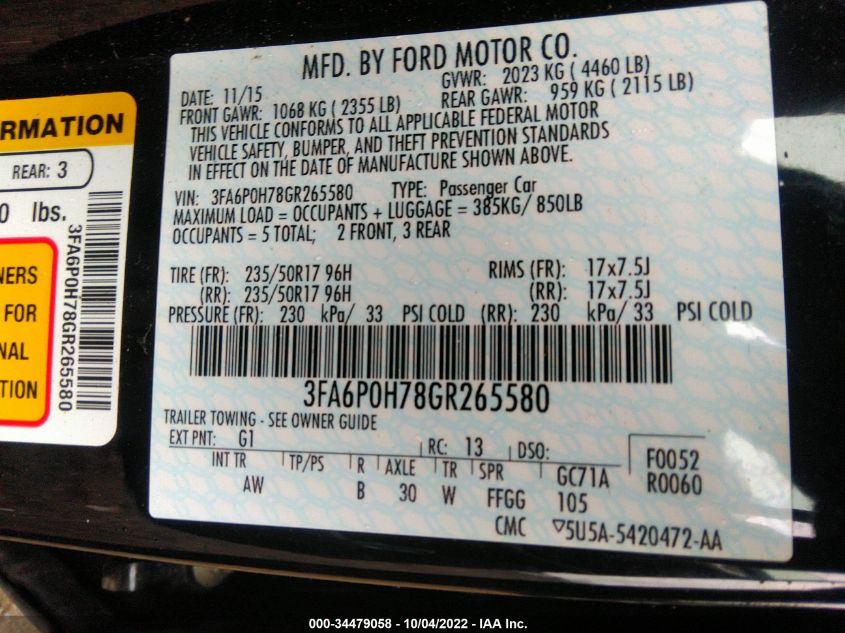 MFD. BY FORD MOTOR CO.
DATE: 11/15 GVWR: 2023 KG ( 4460 LB)
FRONT GAWR: 1068 KG ( 2355 LB) REAR GAWR: 959 KG ( 2115 LB)
THIS VEHICLE CONFORMS TO ALL APPLICABLE FEDERAL MOTOR
VEHICLE SAFETY, BUMPER, AND THEFT PREVENTION STANDARDS
IN EFFECT ON THE DATE OF MANUFACTURE SHOWN ABOVE.
VIN: 3FA6P0H78GR265580 TYPE: Passenger Car
MAXIMUM LOAD = OCCUPANTS + LUGGAGE = 385KG/ 850LB
OCCUPANTS = 5 TOTAL; 2 FRONT, 3 REAR
TIRE (FR): 235/50R17 96H RIMS (FR): 17x7.5J
(RR): 235/50R17 96H (RR): 17x7.5J
PRESSURE (FR): 230 kPa/ 33 PSI COLD (RR): 230 kPa/ 33 PSI COLD
3FA6P0H78GR265580
TRAILER TOWING - SEE OWNER GUIDE
EXT PNT: G1 RC: 13 DSO: F0052
INT TR TP/PS R AXLE TR SPR GC71A R0060
AW B 30 W FFGG 105
CMC ▽5U5A-5420472-AA
RMATION
REAR: 3
0 lbs.
3FA6P0H78GR265580
NERS
FOR
NAL
TION
000-34479058 - 10/04/2022 - IAA Inc.